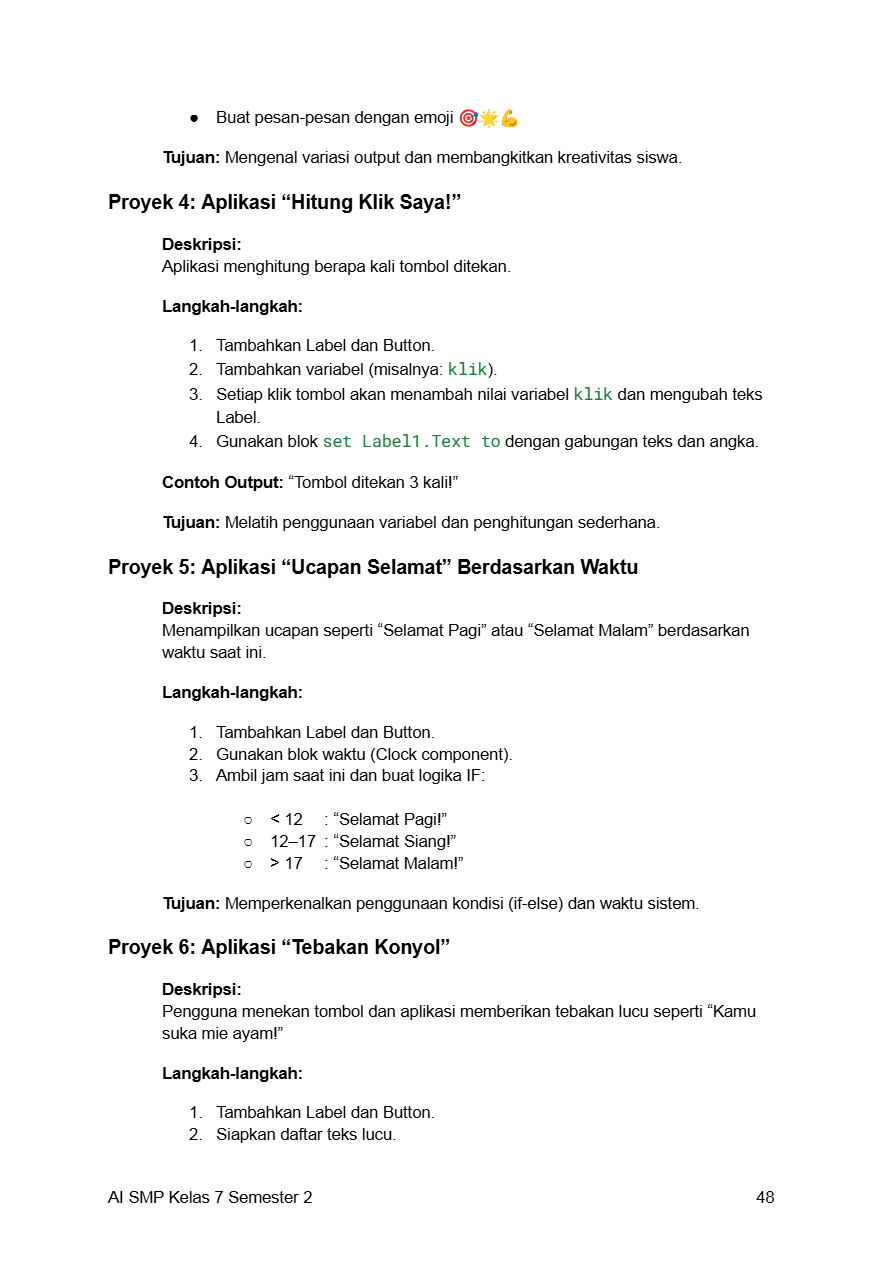 ● Buat pesan-pesan dengan emoji 🎯🌟💪
Tujuan: Mengenal variasi output dan membangkitkan kreativitas siswa.
Proyek 4: Aplikasi “Hitung Klik Saya!”
Deskripsi:
Aplikasi menghitung berapa kali tombol ditekan.
Langkah-langkah:
1. Tambahkan Label dan Button.
2. Tambahkan variabel (misalnya: klik).
3. Setiap klik tombol akan menambah nilai variabel klik dan mengubah teks
Label.
4. Gunakan blok set Label1.Text to dengan gabungan teks dan angka.
Contoh Output: “Tombol ditekan 3 kali!”
Tujuan: Melatih penggunaan variabel dan penghitungan sederhana.
Proyek 5: Aplikasi “Ucapan Selamat” Berdasarkan Waktu
Deskripsi:
Menampilkan ucapan seperti “Selamat Pagi” atau “Selamat Malam” berdasarkan
waktu saat ini.
Langkah-langkah:
1. Tambahkan Label dan Button.
2. Gunakan blok waktu (Clock component).
3. Ambil jam saat ini dan buat logika IF:
○ < 12 : “Selamat Pagi!”
○ 12–17 : “Selamat Siang!”
○ > 17 : “Selamat Malam!”
Tujuan: Memperkenalkan penggunaan kondisi (if-else) dan waktu sistem.
Proyek 6: Aplikasi “Tebakan Konyol”
Deskripsi:
Pengguna menekan tombol dan aplikasi memberikan tebakan lucu seperti “Kamu
suka mie ayam!”
Langkah-langkah:
1. Tambahkan Label dan Button.
2. Siapkan daftar teks lucu.
AI SMP Kelas 7 Semester 2 48